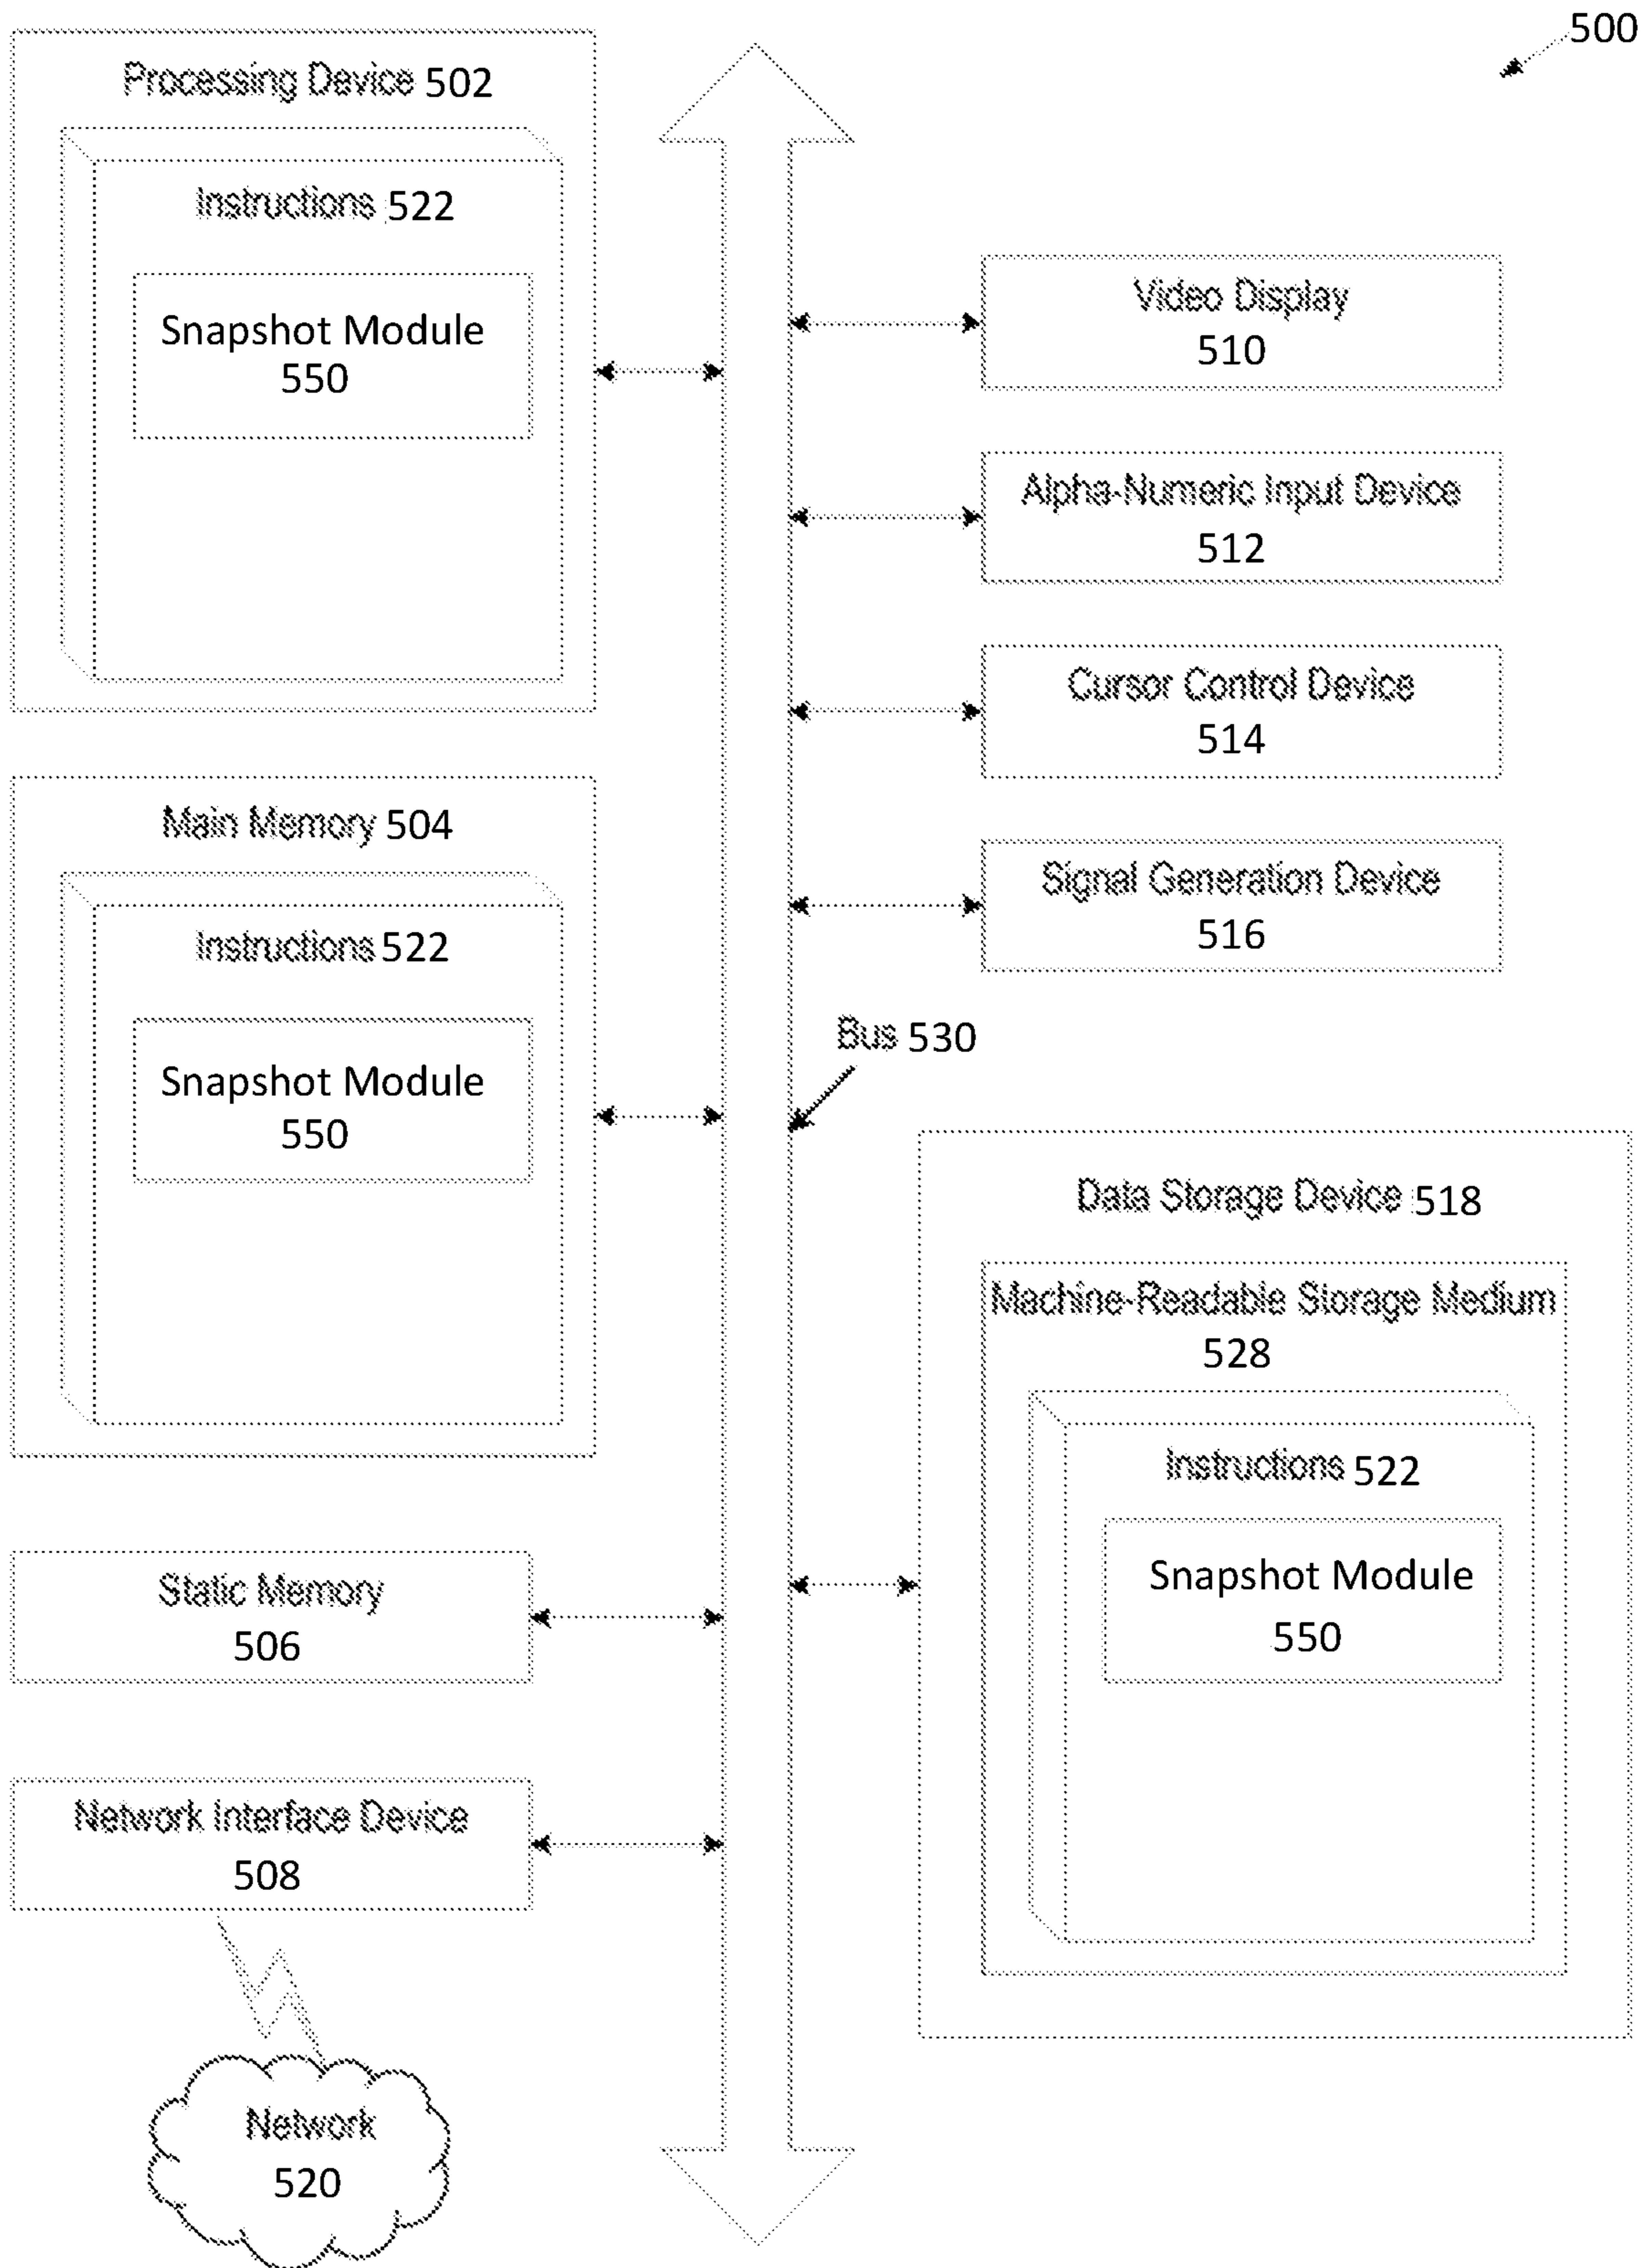 500
Processing Device 502
Instructions 522
Snapshot Module
550
Video Display
510
Alpha-Numeric Input Device
512
Cursor Control Device
514
Main Memory 504
Signal Generation Device
516
Instructions 522
Bus 530
Snapshot Module
550
Data Storage Device 518
Machine-Readable Storage Medium
528
Instructions 522
Snapshot Module
550
Static Memory
506
Network Interface Device
508
Network
520